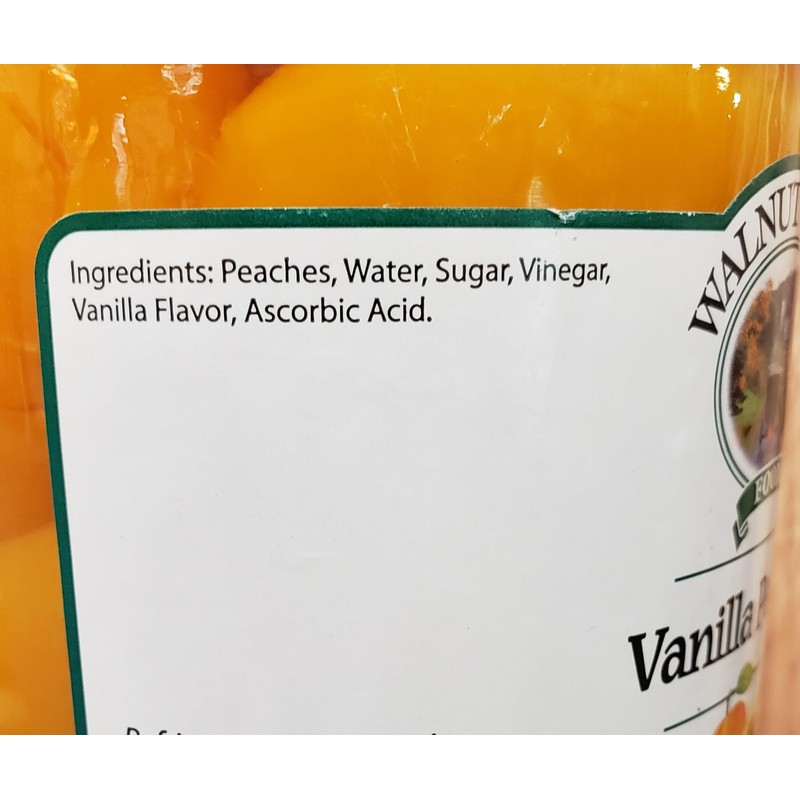 Ingredients: Peaches, Water, Sugar, Vinegar,
Vanilla Flavor, Ascorbic Acid.
WALNUT
Vanilla